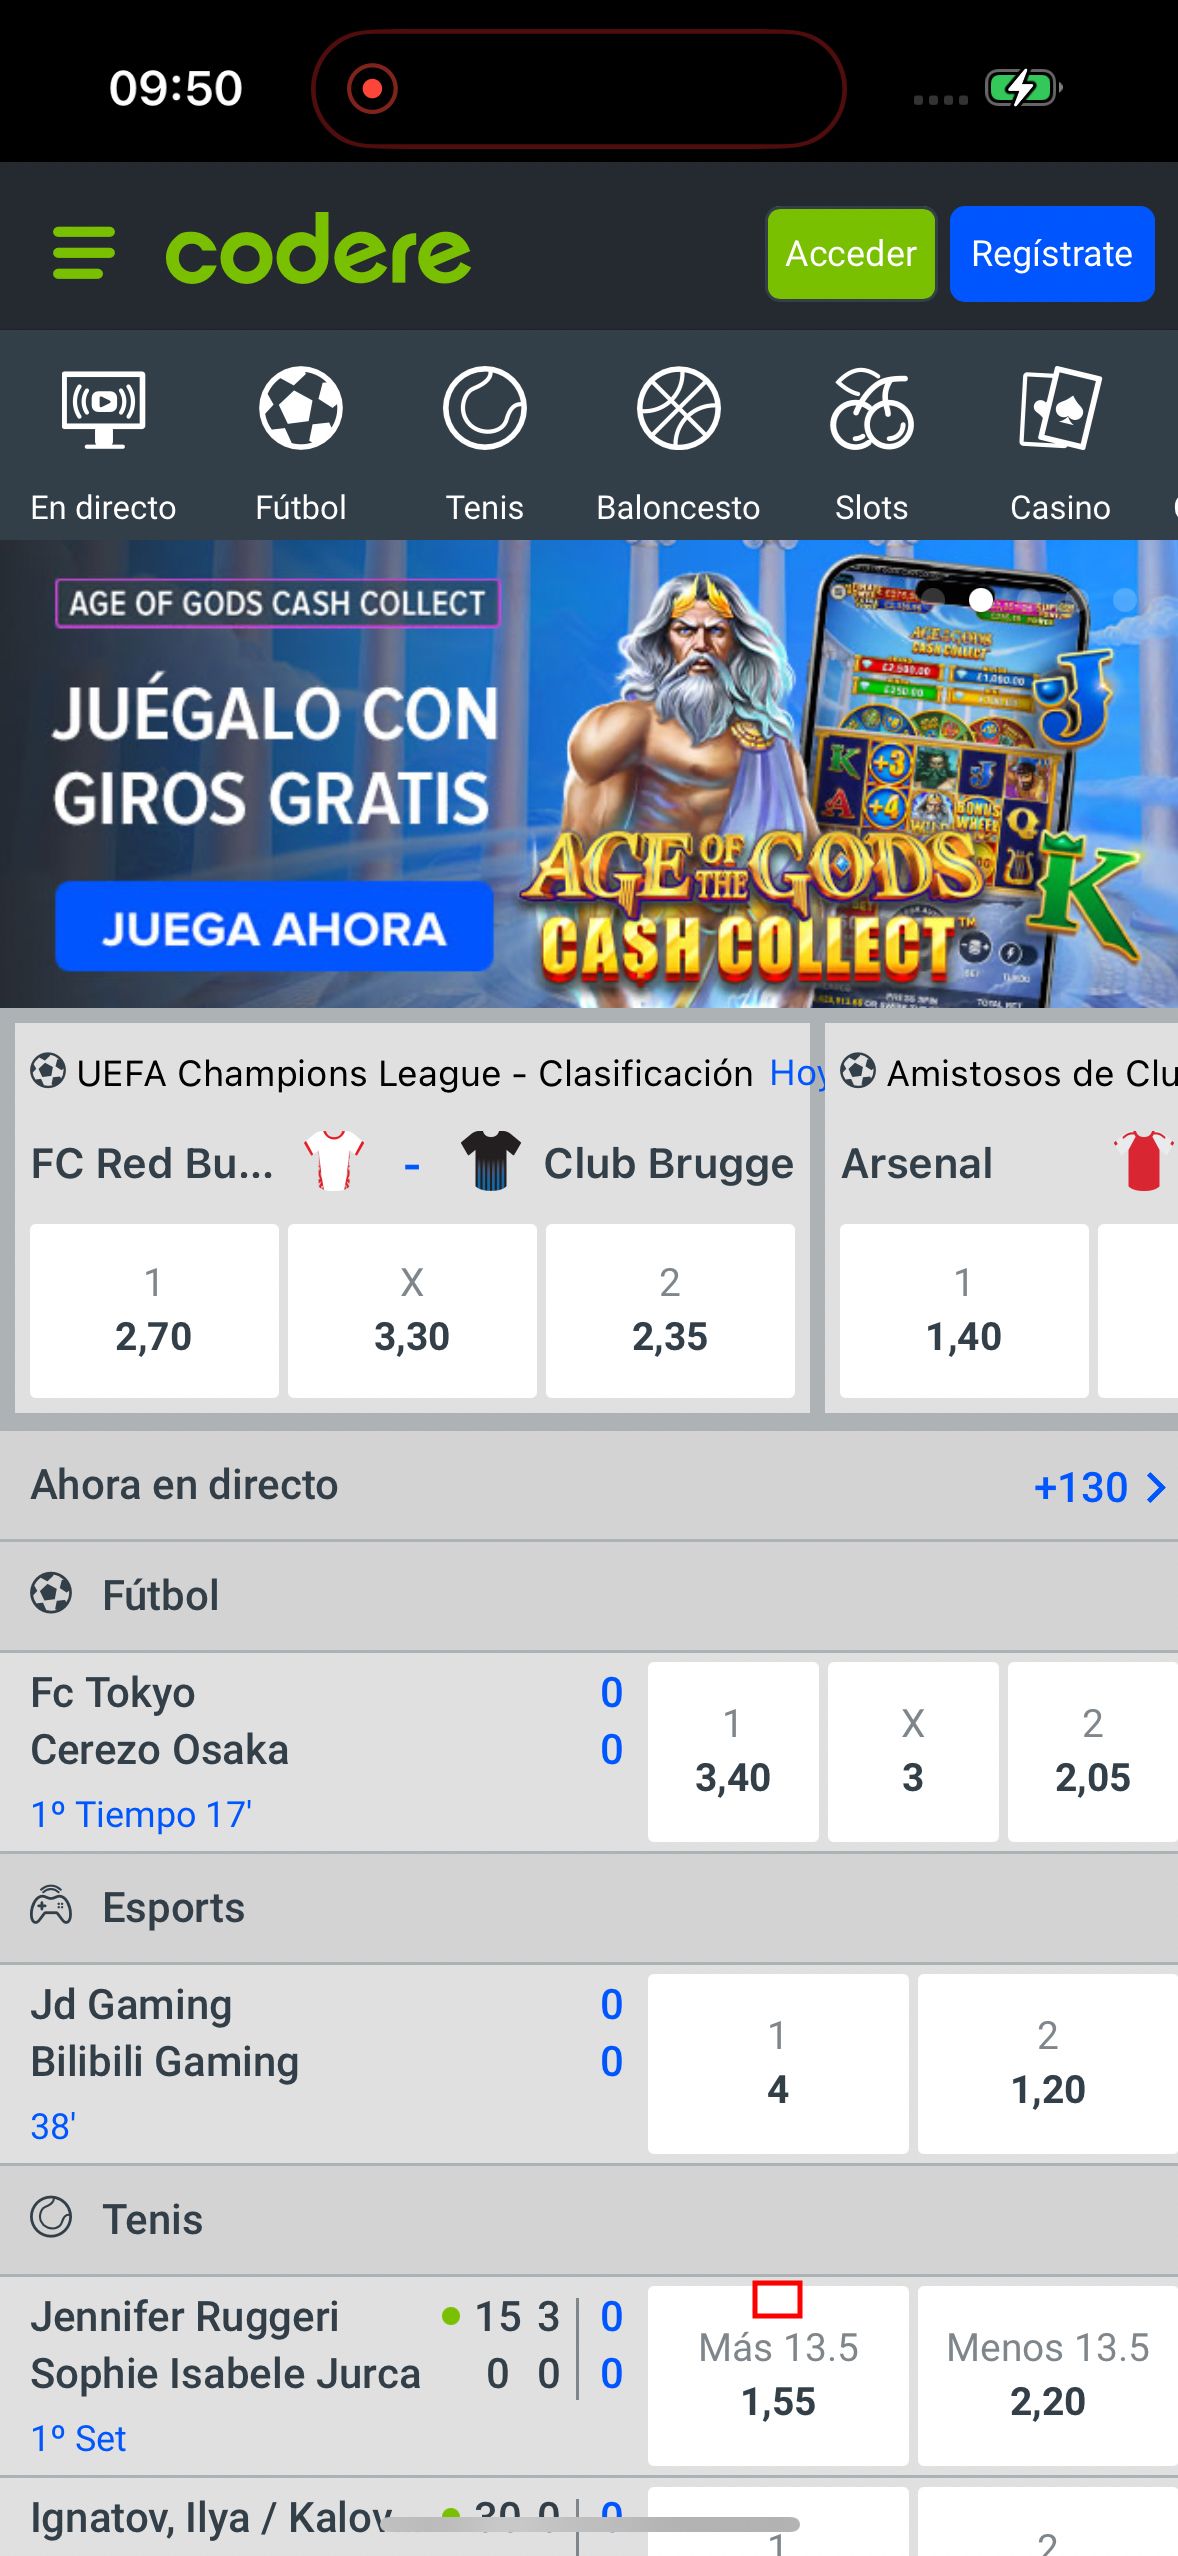 09:50
codere
Acceder
Regístrate
En directo
Fútbol
Tenis
Baloncesto
Slots
Casino
AGE OF GODS CASH COLLECT
JUÉGALO CON
GIROS GRATIS
JUEGA AHORA
AGE OF THE GODS
CASH COLLECT™
UEFA Champions League - Clasificación Hoy
Amistosos de Clu
FC Red Bu... - Club Brugge
Arsenal
1 X 2 1
2,70 3,30 2,35 1,40
Ahora en directo +130
Fútbol
Fc Tokyo 0
Cerezo Osaka 0
1º Tiempo 17'
1 X 2
3,40 3 2,05
Esports
Jd Gaming 0
Bilibili Gaming 0
38'
1 2
4 1,20
Tenis
Jennifer Ruggeri 15 3 0
Sophie Isabele Jurca 0 0 0
1º Set
Más 13.5 Menos 13.5
1,55 2,20
Ignatov, Ilya / Kalov 30 0 0
1 2